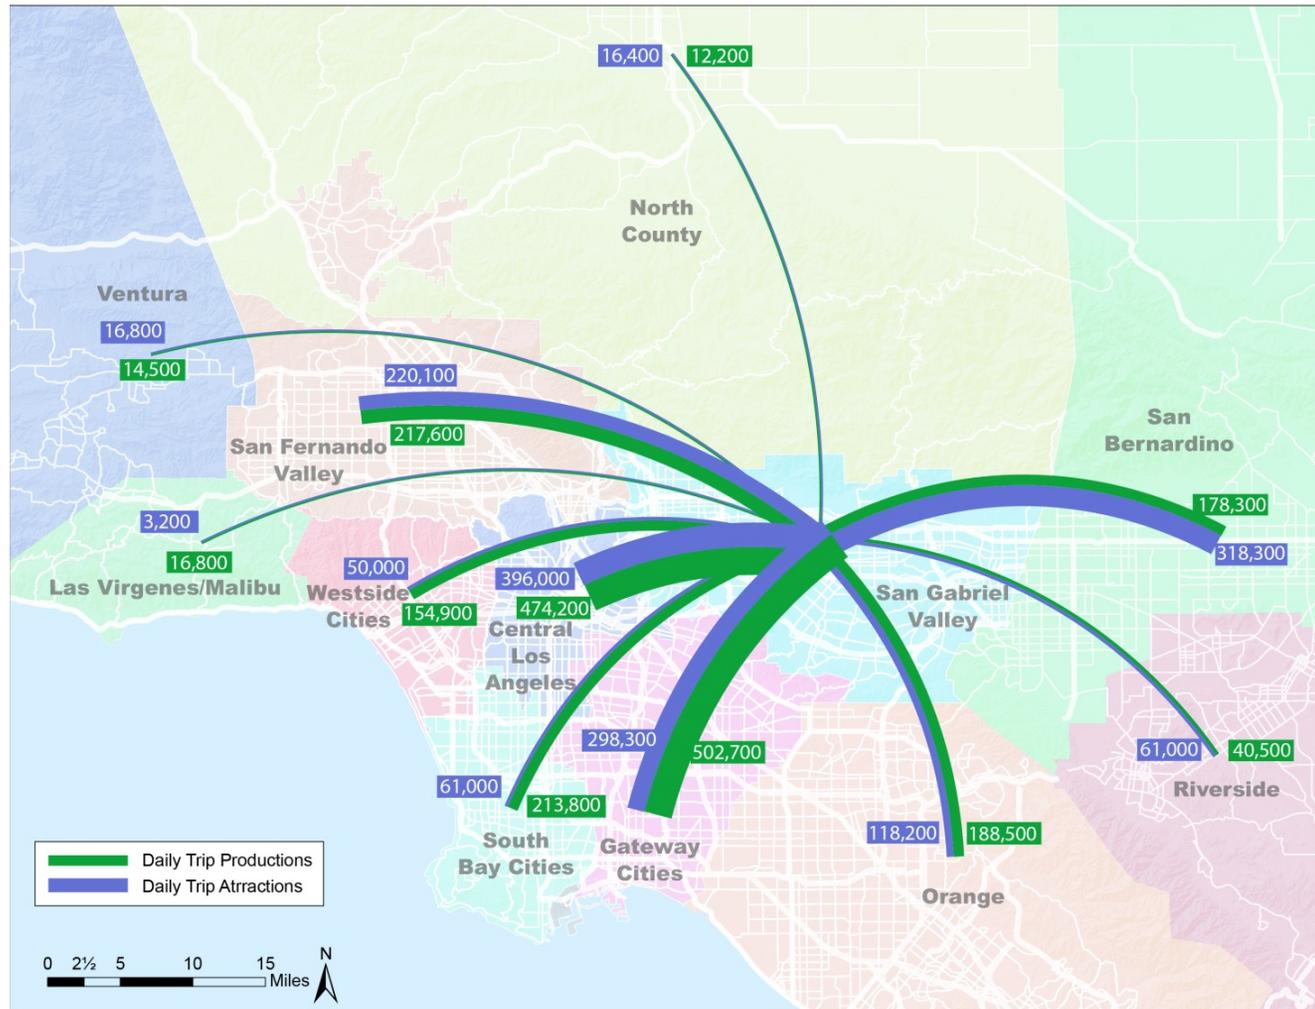 16,400
12,200
North
County
Ventura
16,800
14,500
220,100
217,600
San Fernando
Valley
San
Bernardino
178,300
318,300
3,200
16,800
Las Virgenes/Malibu
50,000
Westside
Cities
154,900
396,000
474,200
Central
Los
Angeles
San Gabriel
Valley
298,300
502,700
61,000
40,500
Riverside
61,000
213,800
South
Bay Cities
Gateway
Cities
118,200
188,500
Orange
Daily Trip Productions
Daily Trip Atrractions
0 2½ 5 10 15
Miles
N